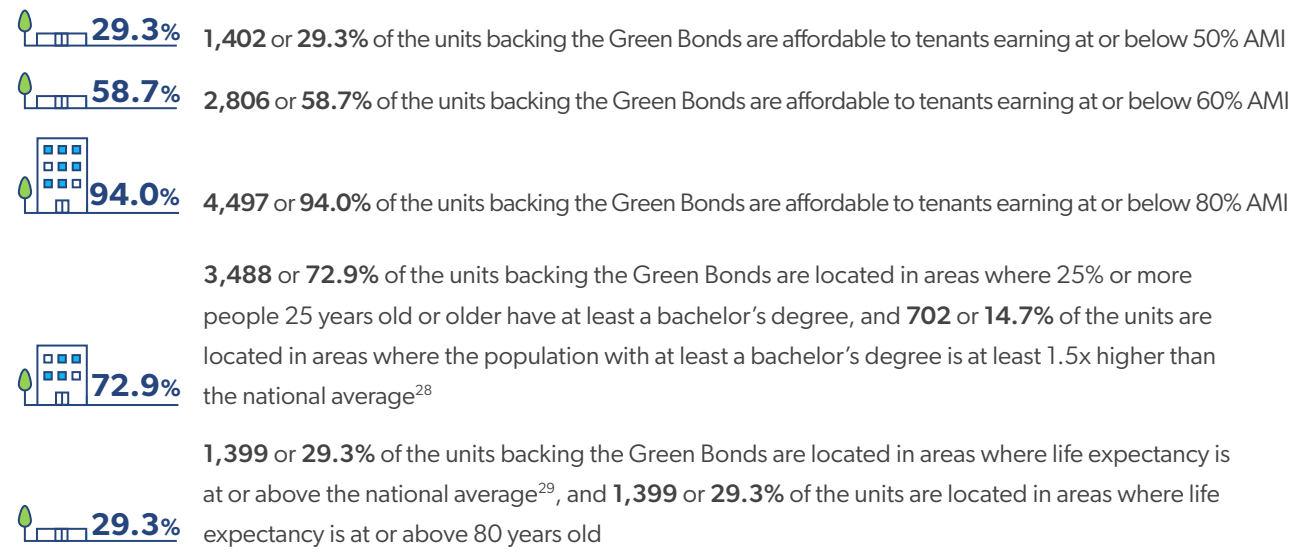 29.3% 1,402 or 29.3% of the units backing the Green Bonds are affordable to tenants earning at or below 50% AMI
58.7% 2,806 or 58.7% of the units backing the Green Bonds are affordable to tenants earning at or below 60% AMI
94.0% 4,497 or 94.0% of the units backing the Green Bonds are affordable to tenants earning at or below 80% AMI
3,488 or 72.9% of the units backing the Green Bonds are located in areas where 25% or more
people 25 years old or older have at least a bachelor’s degree, and 702 or 14.7% of the units are
located in areas where the population with at least a bachelor’s degree is at least 1.5x higher than
72.9% the national average28
1,399 or 29.3% of the units backing the Green Bonds are located in areas where life expectancy is
at or above the national average29, and 1,399 or 29.3% of the units are located in areas where life
29.3% expectancy is at or above 80 years old